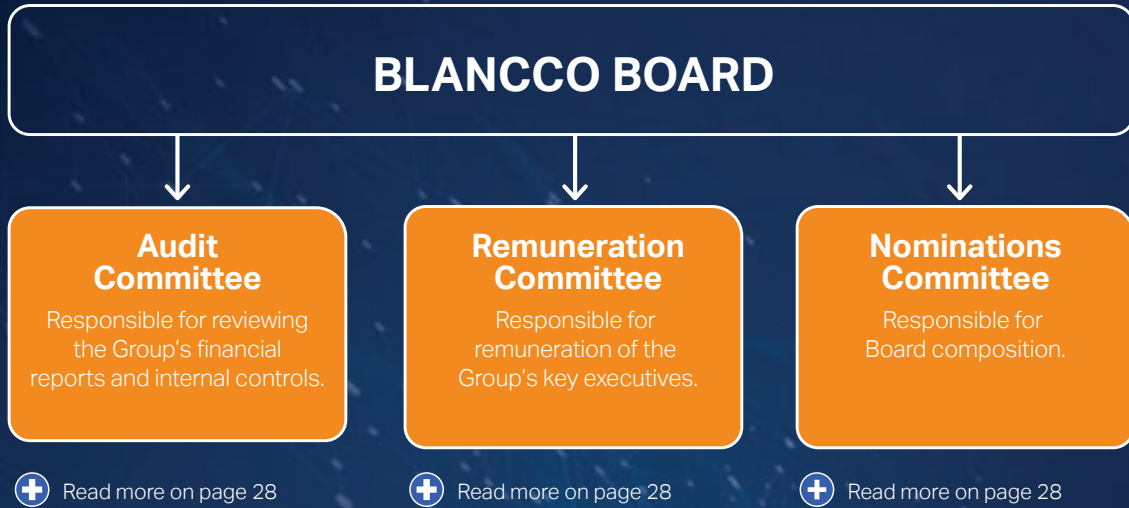 BLANCCO BOARD
Audit
Committee
Responsible for reviewing
the Group’s financial
reports and internal controls.
Read more on page 28
Remuneration
Committee
Responsible for
remuneration of the
Group’s key executives.
Read more on page 28
Nominations
Committee
Responsible for
Board composition.
Read more on page 28